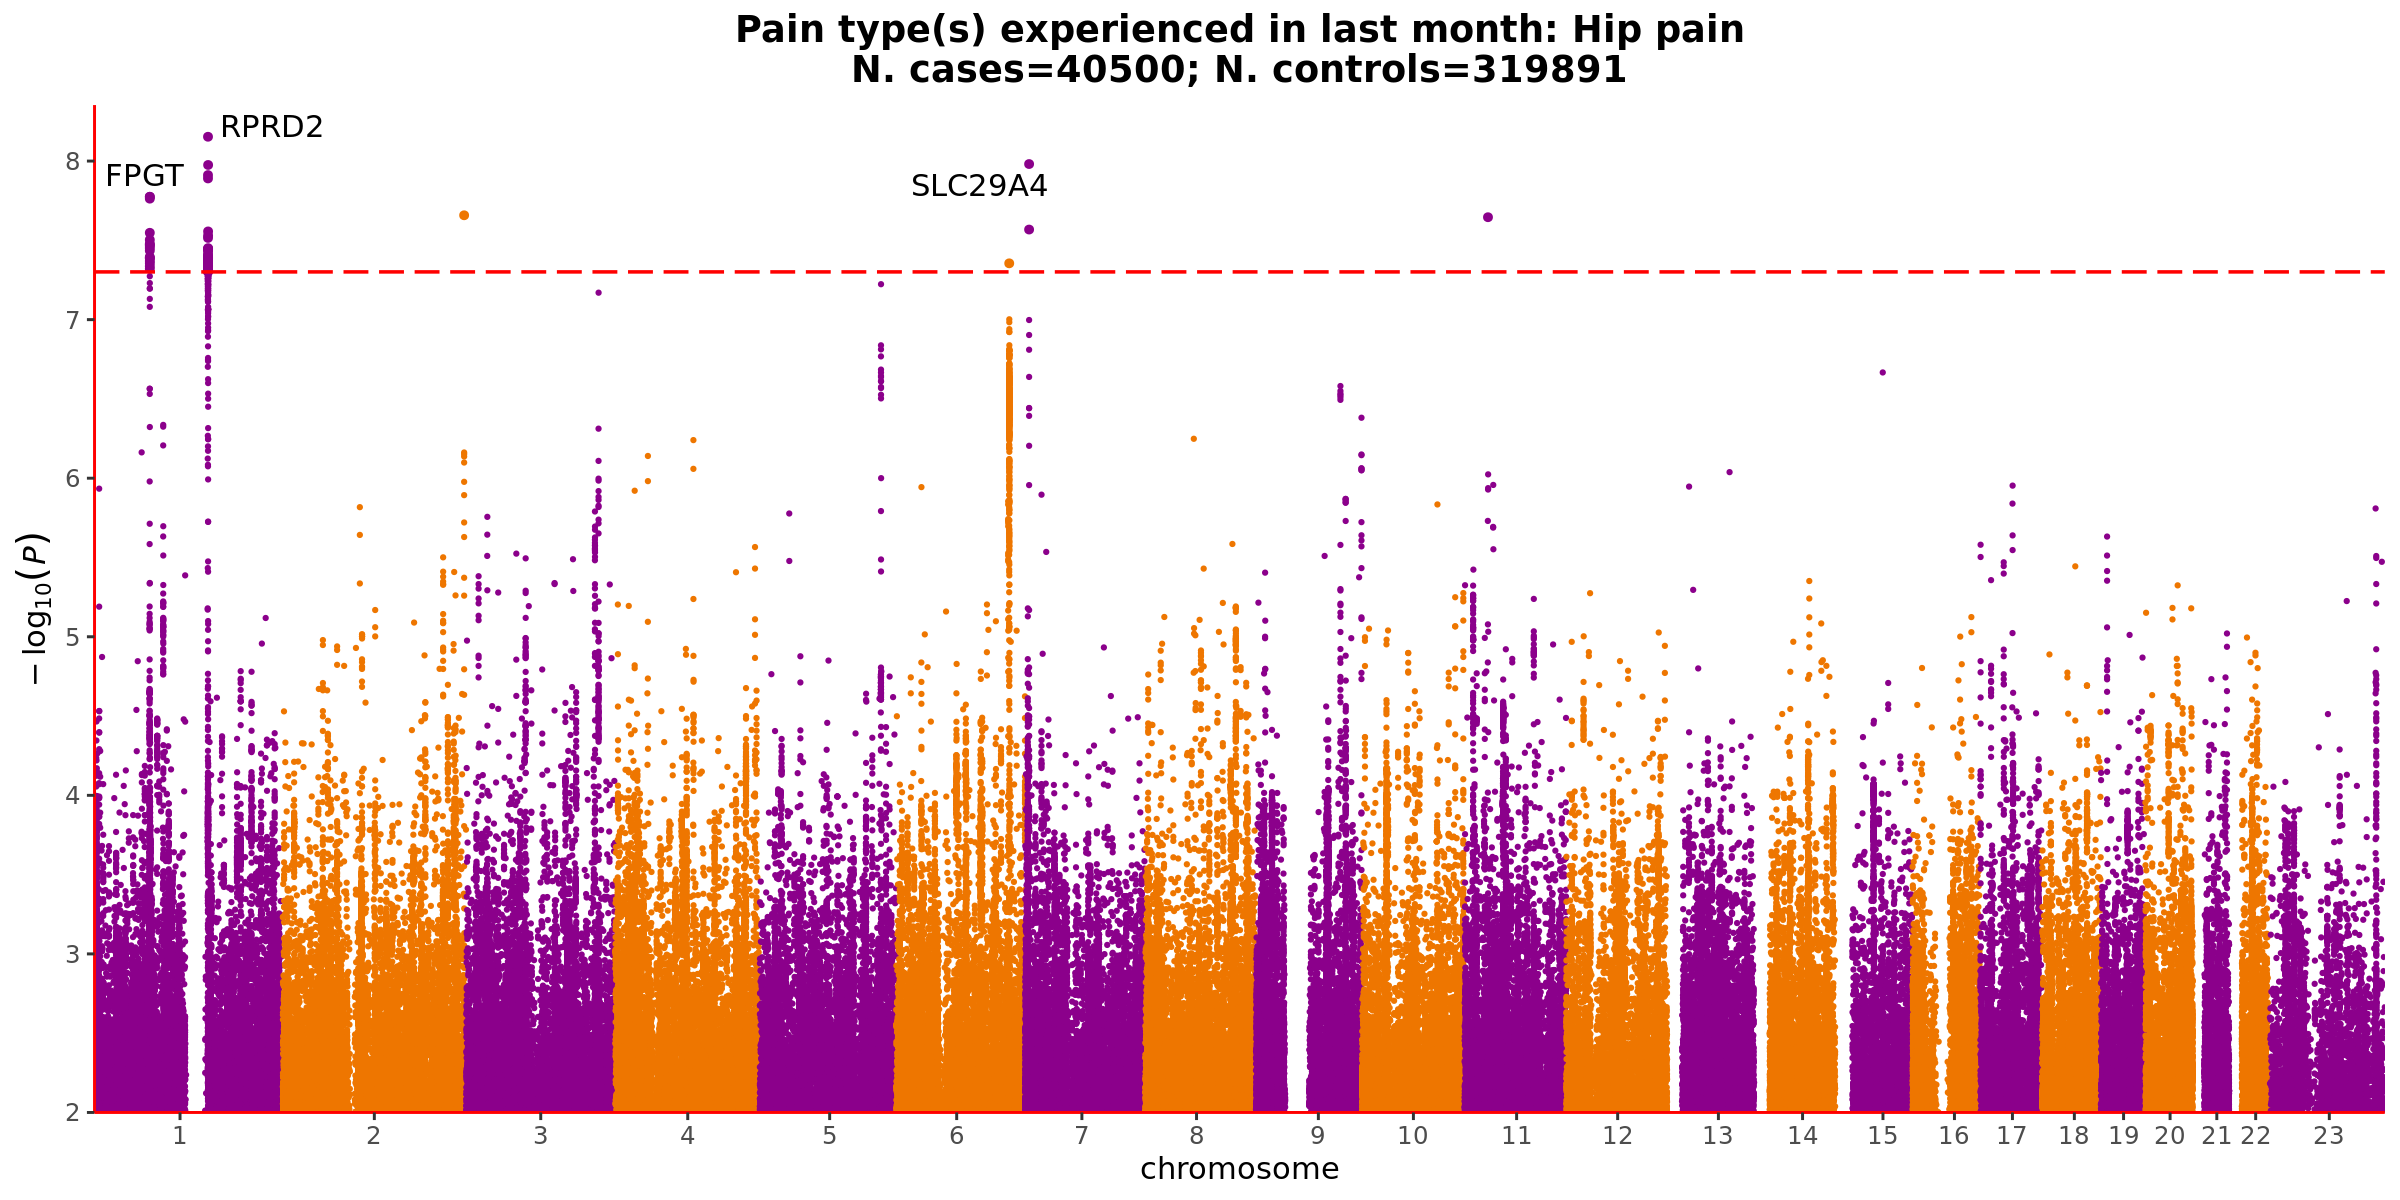 Pain type(s) experienced in last month: Hip pain
N. cases=40500; N. controls=319891
RPRD2
FPGT
SLC29A4
8
7
6
5
4
3
2
−log₁₀(P)
1 2 3 4 5 6 7 8 9 10 11 12 13 14 15 16 17 18 19 20 21 22 23
chromosome